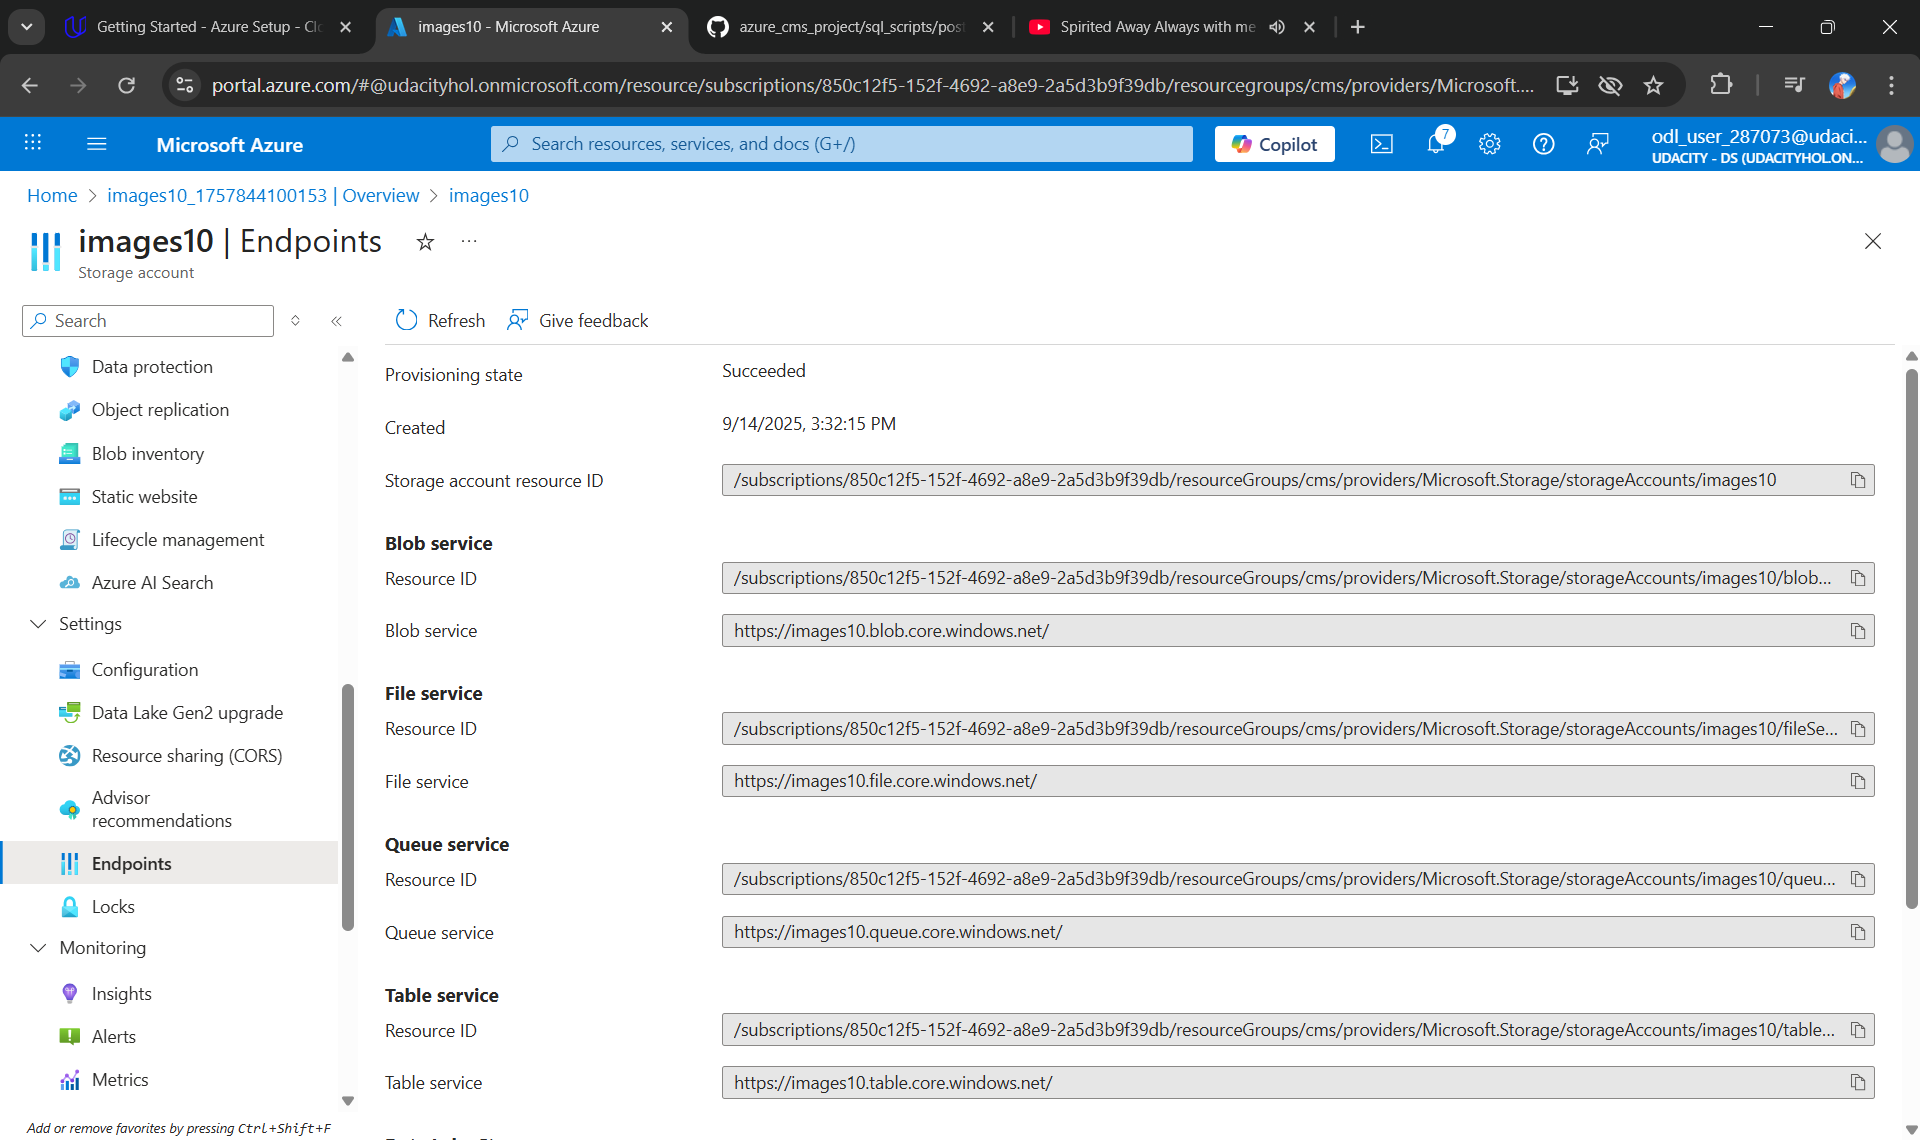 Getting Started - Azure Setup - Clo
images10 - Microsoft Azure
azure_cms_project/sql_scripts/post
Spirited Away Always with me
portal.azure.com/#@udacityhol.onmicrosoft.com/resource/subscriptions/850c12f5-152f-4692-a8e9-2a5d3b9f39db/resourcegroups/cms/providers/Microsoft....
Microsoft Azure
Search resources, services, and docs (G+/)
Copilot
7
odl_user_287073@udaci...
UDACITY - DS (UDACITYHOL.ON...
Home > images10_1757844100153 | Overview > images10
images10 | Endpoints
Storage account
Search
Refresh
Give feedback
Data protection
Object replication
Blob inventory
Static website
Lifecycle management
Azure AI Search
Settings
Configuration
Data Lake Gen2 upgrade
Resource sharing (CORS)
Advisor
recommendations
Endpoints
Locks
Monitoring
Insights
Alerts
Metrics
Add or remove favorites by pressing Ctrl+Shift+F
Provisioning state
Succeeded
Created
9/14/2025, 3:32:15 PM
Storage account resource ID
/subscriptions/850c12f5-152f-4692-a8e9-2a5d3b9f39db/resourceGroups/cms/providers/Microsoft.Storage/storageAccounts/images10
Blob service
Resource ID
/subscriptions/850c12f5-152f-4692-a8e9-2a5d3b9f39db/resourceGroups/cms/providers/Microsoft.Storage/storageAccounts/images10/blob...
Blob service
https://images10.blob.core.windows.net/
File service
Resource ID
/subscriptions/850c12f5-152f-4692-a8e9-2a5d3b9f39db/resourceGroups/cms/providers/Microsoft.Storage/storageAccounts/images10/fileSe...
File service
https://images10.file.core.windows.net/
Queue service
Resource ID
/subscriptions/850c12f5-152f-4692-a8e9-2a5d3b9f39db/resourceGroups/cms/providers/Microsoft.Storage/storageAccounts/images10/queu...
Queue service
https://images10.queue.core.windows.net/
Table service
Resource ID
/subscriptions/850c12f5-152f-4692-a8e9-2a5d3b9f39db/resourceGroups/cms/providers/Microsoft.Storage/storageAccounts/images10/table...
Table service
https://images10.table.core.windows.net/